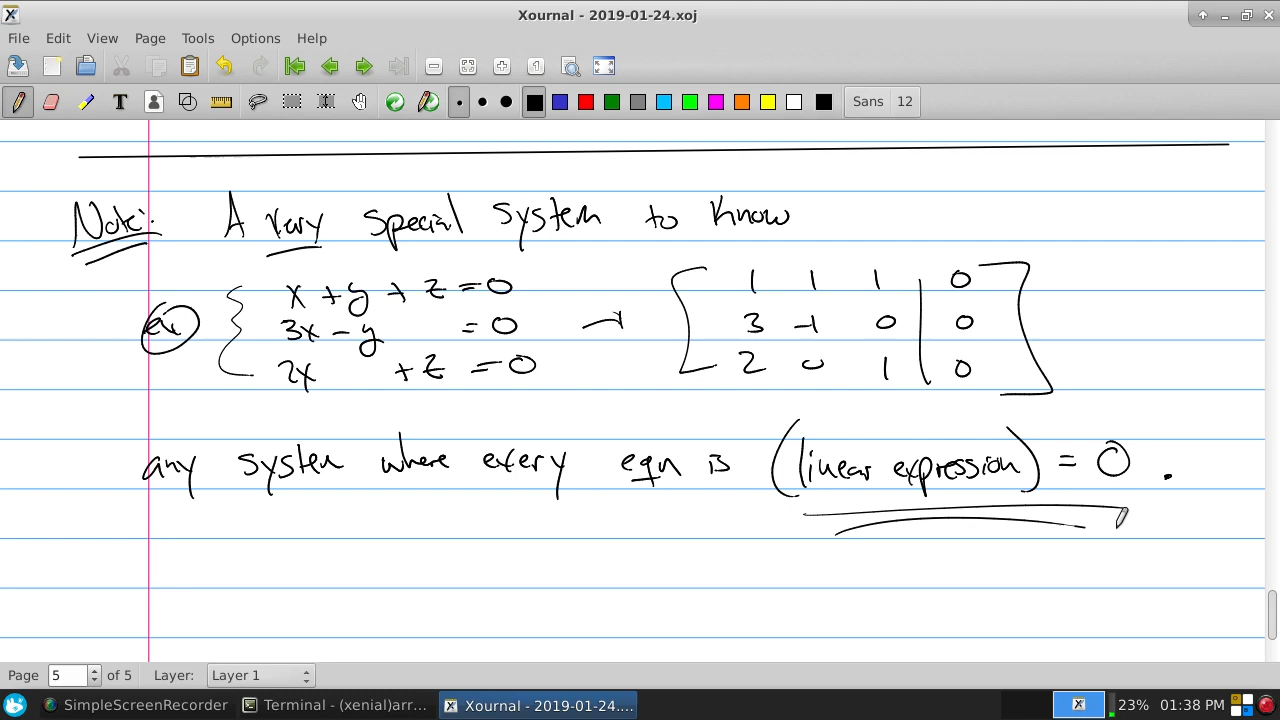 Xournal - 2019-01-24.xoj
File Edit View Page Tools Options Help
Sans 12
Note: A very special system to know
ex x + y + z = 0
3x - y = 0
2x + z = 0
1 1 1 0
3 -1 0 0
2 0 1 0
any system where every eqn is (linear expression) = 0 .
Page 5 of 5 Layer: Layer 1
SimpleScreenRecorder Terminal - (xenial)arr... Xournal - 2019-01-24.... 23% 01:38 PM